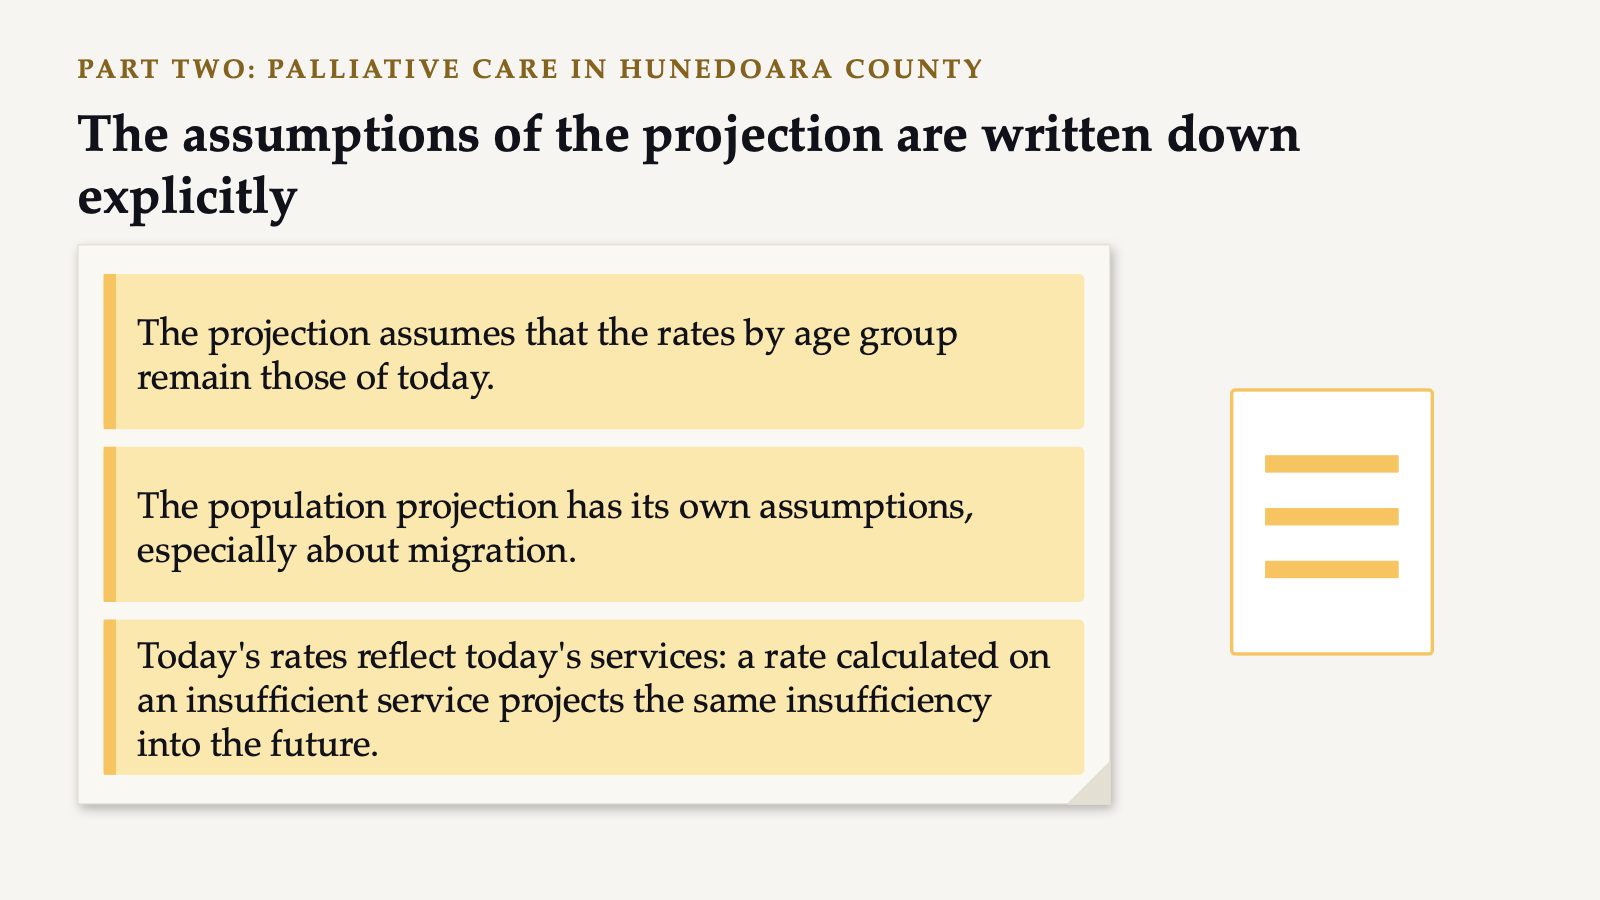 PART TWO: PALLIATIVE CARE IN HUNEDOARA COUNTY
The assumptions of the projection are written down
explicitly
The projection assumes that the rates by age group
remain those of today.
The population projection has its own assumptions,
especially about migration.
Today's rates reflect today's services: a rate calculated on
an insufficient service projects the same insufficiency
into the future.